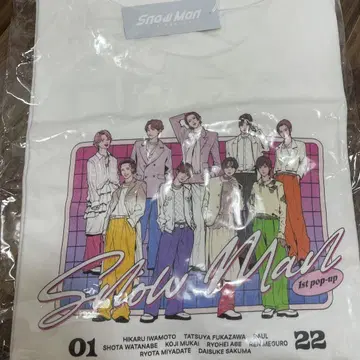 Snow Man
Snow Man
1st pop-up
01 HIKARU IWAMOTO TATSUYA FUKAZAWA RAUL 22
SHOTA WATANABE KOJI MUKAI RYOHEI ABE REN MEGURO
RYOTA MIYADATE DAISUKE SAKUMA